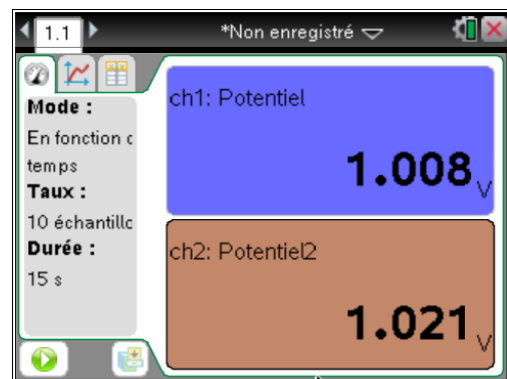 1.1
*Non enregistré
Mode :
En fonction d
temps
Taux :
10 échantillo
Durée :
15 s
ch1: Potentiel
1.008 V
ch2: Potentiel2
1.021 V